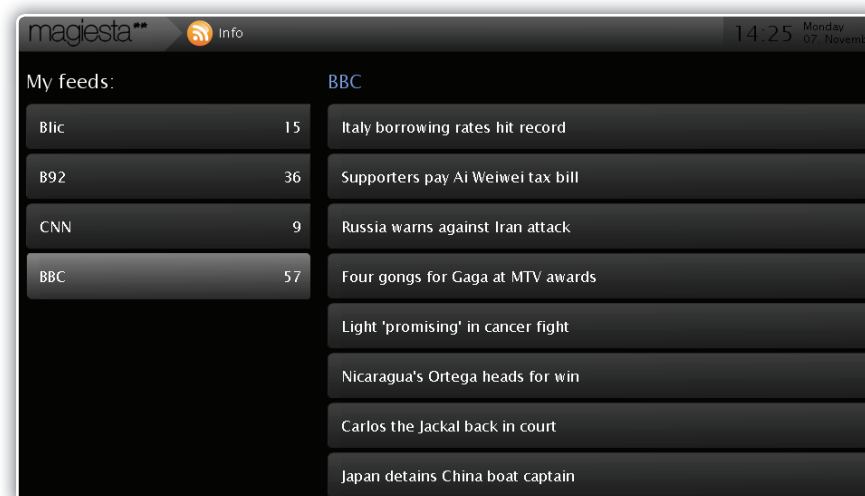 magiesta
Info
14:25
Monday
07. Novemb
My feeds:
Blic 15
B92 36
CNN 9
BBC 57
BBC
Italy borrowing rates hit record
Supporters pay Ai Weiwei tax bill
Russia warns against Iran attack
Four gongs for Gaga at MTV awards
Light 'promising' in cancer fight
Nicaragua's Ortega heads for win
Carlos the Jackal back in court
Japan detains China boat captain